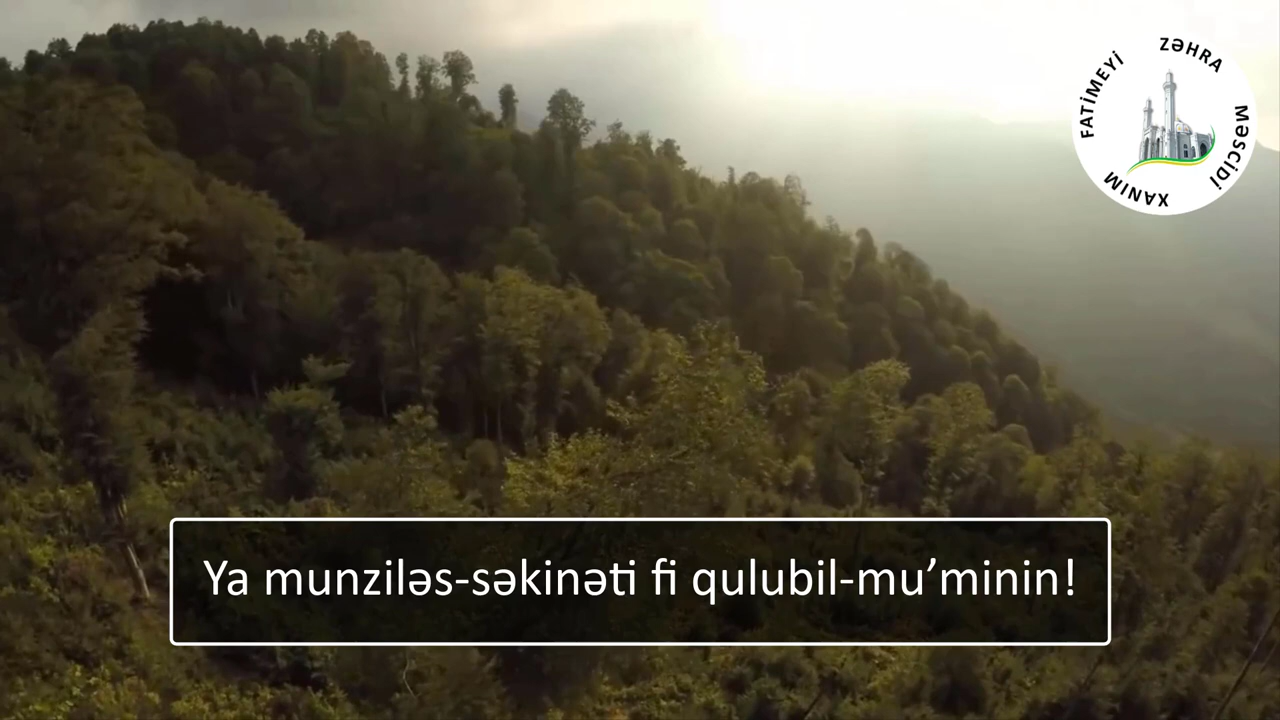 FATİMEYİ ZƏHRA
XANIM MƏSCİDİ
Ya munziləs-səkinəti fi qulubil-mu’minin!